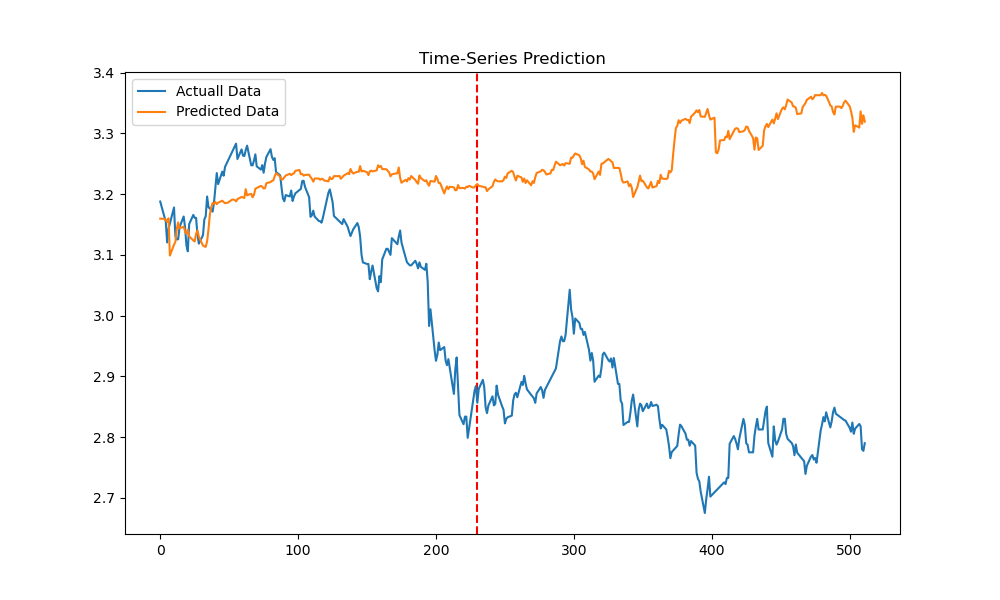 Time-Series Prediction
Actuall Data
Predicted Data
3.4
3.3
3.2
3.1
3.0
2.9
2.8
2.7
0 100 200 300 400 500